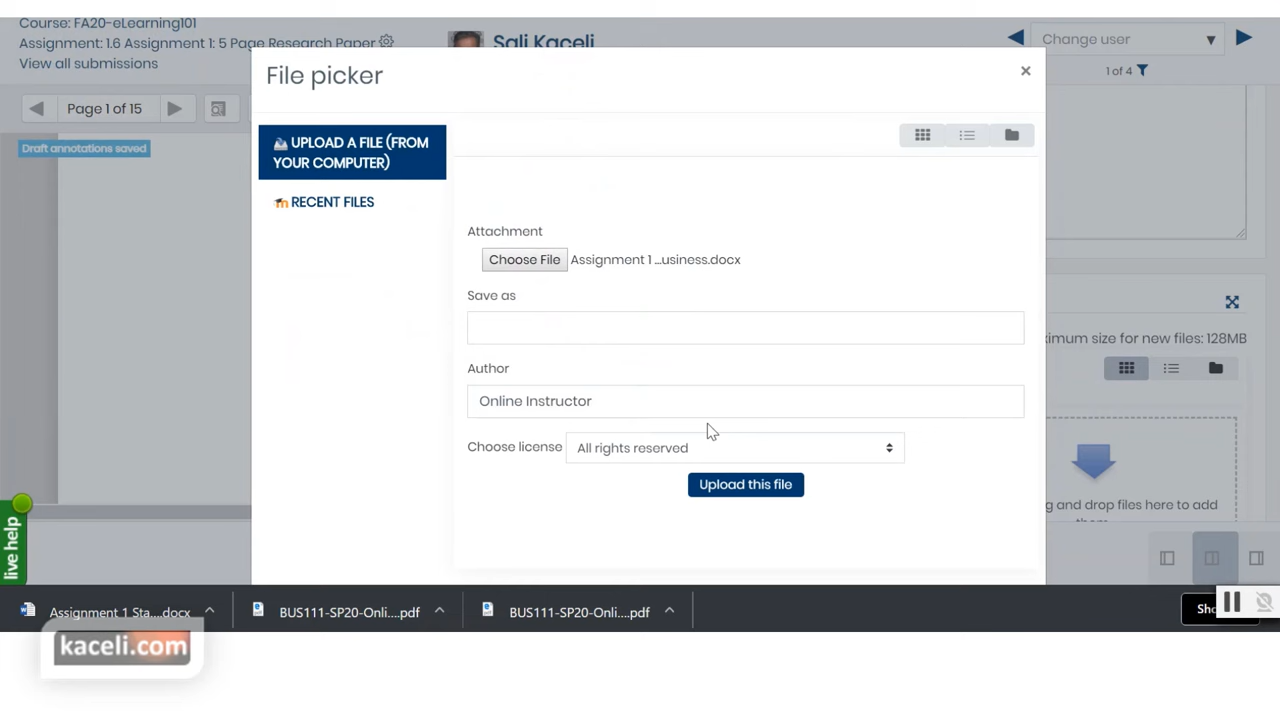 Course: FA20-eLearning101
Assignment: 1.6 Assignment 1: 5 Page Research Paper
View all submissions
Sali Kaceli
Change user
1 of 4
File picker
Page 1 of 15
Draft annotations saved
UPLOAD A FILE (FROM
YOUR COMPUTER)
RECENT FILES
Attachment
Choose File Assignment 1 ...usiness.docx
Save as
Author
Online Instructor
Choose license All rights reserved
Upload this file
size for new files: 128MB
and drop files here to add
live help
Assignment 1 Sta....docx
BUS111-SP20-Onli....pdf
BUS111-SP20-Onli....pdf
kaceli.com